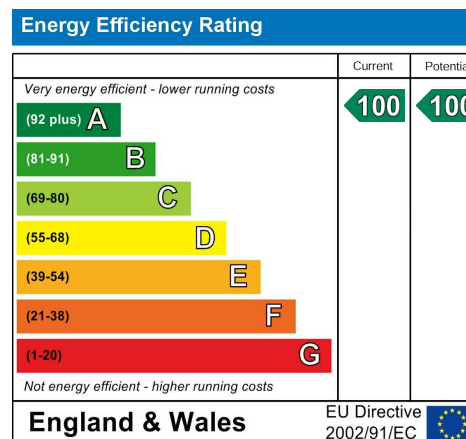 Energy Efficiency Rating
Current Potentia
Very energy efficient - lower running costs
(92 plus) A
100 100
(81-91) B
(69-80) C
(55-68) D
(39-54) E
(21-38) F
(1-20) G
Not energy efficient - higher running costs
England & Wales
EU Directive
2002/91/EC